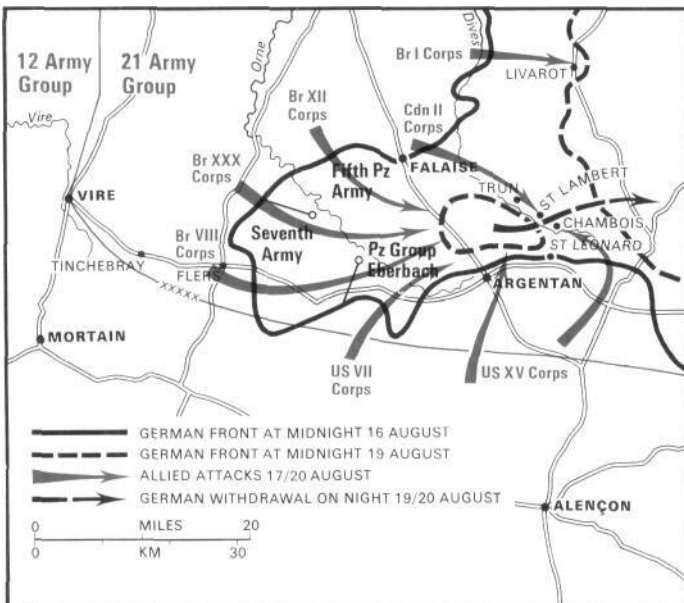 12 Army
Group
21 Army
Group
Vire
Orne
Dives
Br I Corps
LIVAROT
Br XII
Corps
Cdn II
Corps
Br XXX
Corps
FALAISE
Fifth Pz
Army
TRUN
ST LAMBERT
VIRE
CHAMBOIS
Br VIII
Corps
Seventh
Army
Pz Group
Eberbach
ST LEONARD
TINCHEBRAY
FLERS
ARGENTAN
XXXXX
MORTAIN
US VII
Corps
US XV Corps
GERMAN FRONT AT MIDNIGHT 16 AUGUST
GERMAN FRONT AT MIDNIGHT 19 AUGUST
ALLIED ATTACKS 17/20 AUGUST
GERMAN WITHDRAWAL ON NIGHT 19/20 AUGUST
ALENÇON
0 MILES 20
0 KM 30